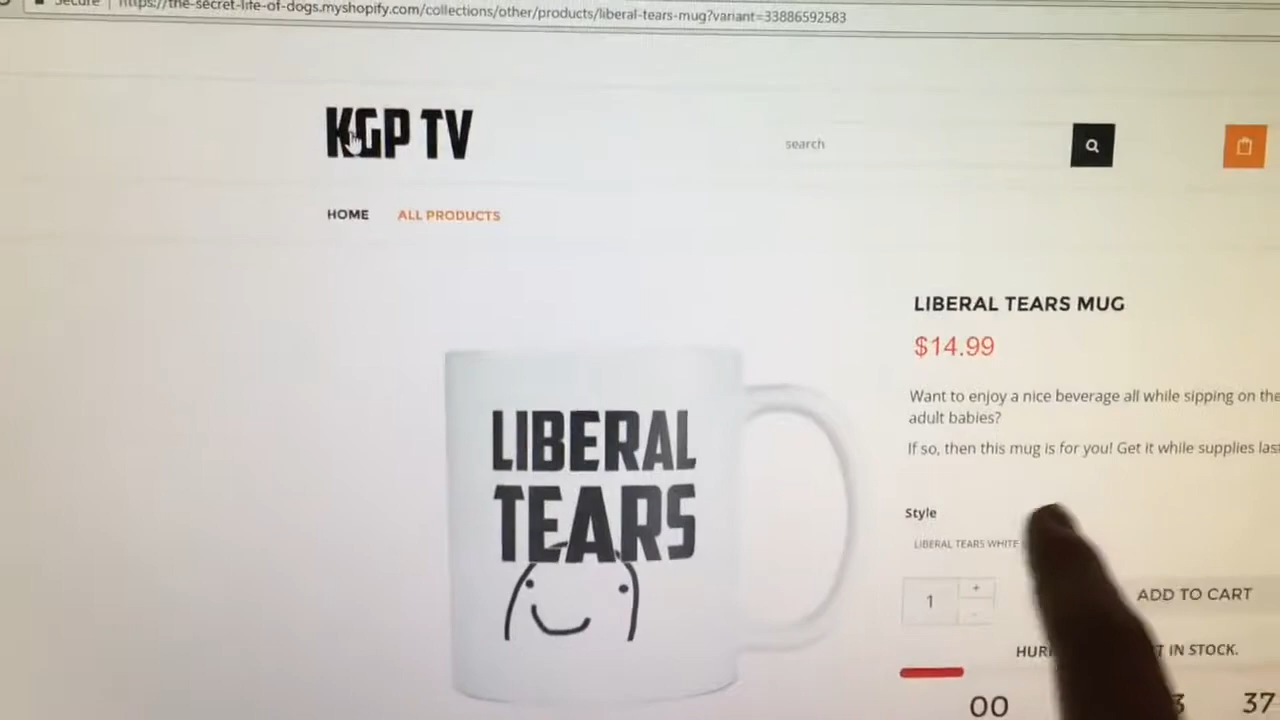 Secure | https://the-secret-life-of-dogs.myshopify.com/collections/other/products/liberal-tears-mug?variant=33886592583
KGP TV
search
HOME
ALL PRODUCTS
LIBERAL TEARS MUG
$14.99
Want to enjoy a nice beverage all while sipping on the
adult babies?
If so, then this mug is for you! Get it while supplies
LIBERAL
TEARS
Style
LIBERAL TEARS WHITE
1
+
-
ADD TO CART
IN STOCK.
00
37